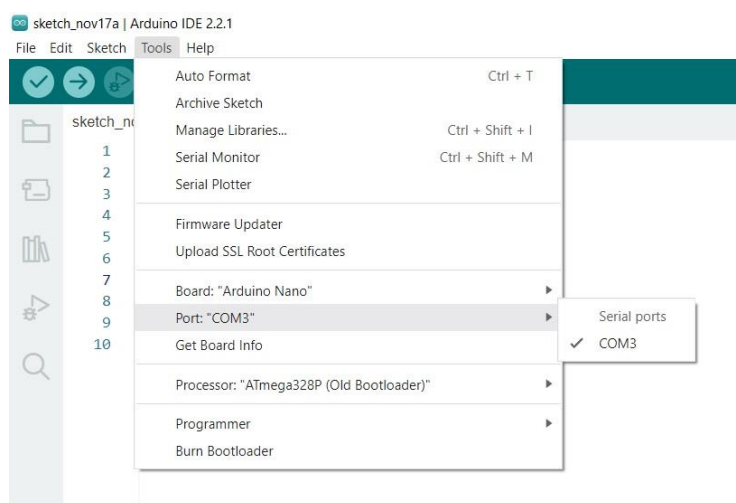 sketch_nov17a | Arduino IDE 2.2.1
File Edit Sketch Tools Help
Auto Format Ctrl + T
Archive Sketch
Manage Libraries... Ctrl + Shift + I
Serial Monitor Ctrl + Shift + M
Serial Plotter
Firmware Updater
Upload SSL Root Certificates
Board: "Arduino Nano"
Port: "COM3"
Get Board Info
Processor: "ATmega328P (Old Bootloader)"
Programmer
Burn Bootloader
Serial ports
COM3
1
2
3
4
5
6
7
8
9
10